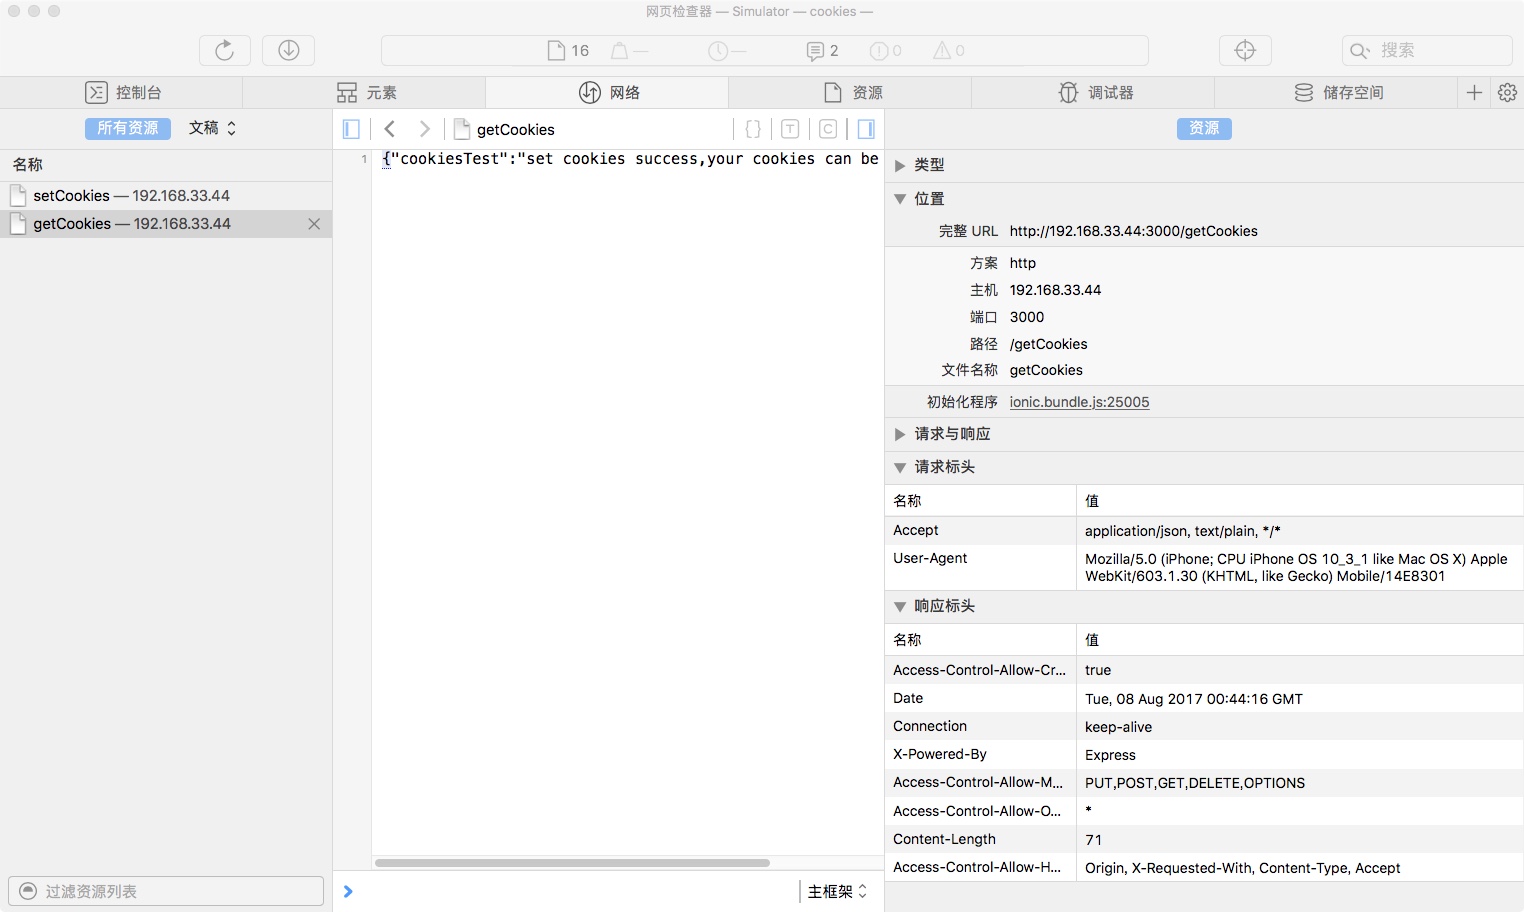 网页检查器 — Simulator — cookies —
16 — — 2 0 0 搜索
控制台 元素 网络 资源 调试器 储存空间
所有资源 文稿 getCookies {} T C 资源
名称
setCookies — 192.168.33.44
getCookies — 192.168.33.44
1 {"cookiesTest":"set cookies success,your cookies can be
类型
位置
完整 URL http://192.168.33.44:3000/getCookies
方案 http
主机 192.168.33.44
端口 3000
路径 /getCookies
文件名称 getCookies
初始化程序 ionic.bundle.js:25005
请求与响应
请求标头
名称 值
Accept application/json, text/plain, */*
User-Agent Mozilla/5.0 (iPhone; CPU iPhone OS 10_3_1 like Mac OS X) Apple
WebKit/603.1.30 (KHTML, like Gecko) Mobile/14E8301
响应标头
名称 值
Access-Control-Allow-Cr... true
Date Tue, 08 Aug 2017 00:44:16 GMT
Connection keep-alive
X-Powered-By Express
Access-Control-Allow-M... PUT,POST,GET,DELETE,OPTIONS
Access-Control-Allow-O... *
Content-Length 71
Access-Control-Allow-H... Origin, X-Requested-With, Content-Type, Accept
过滤资源列表 主框架